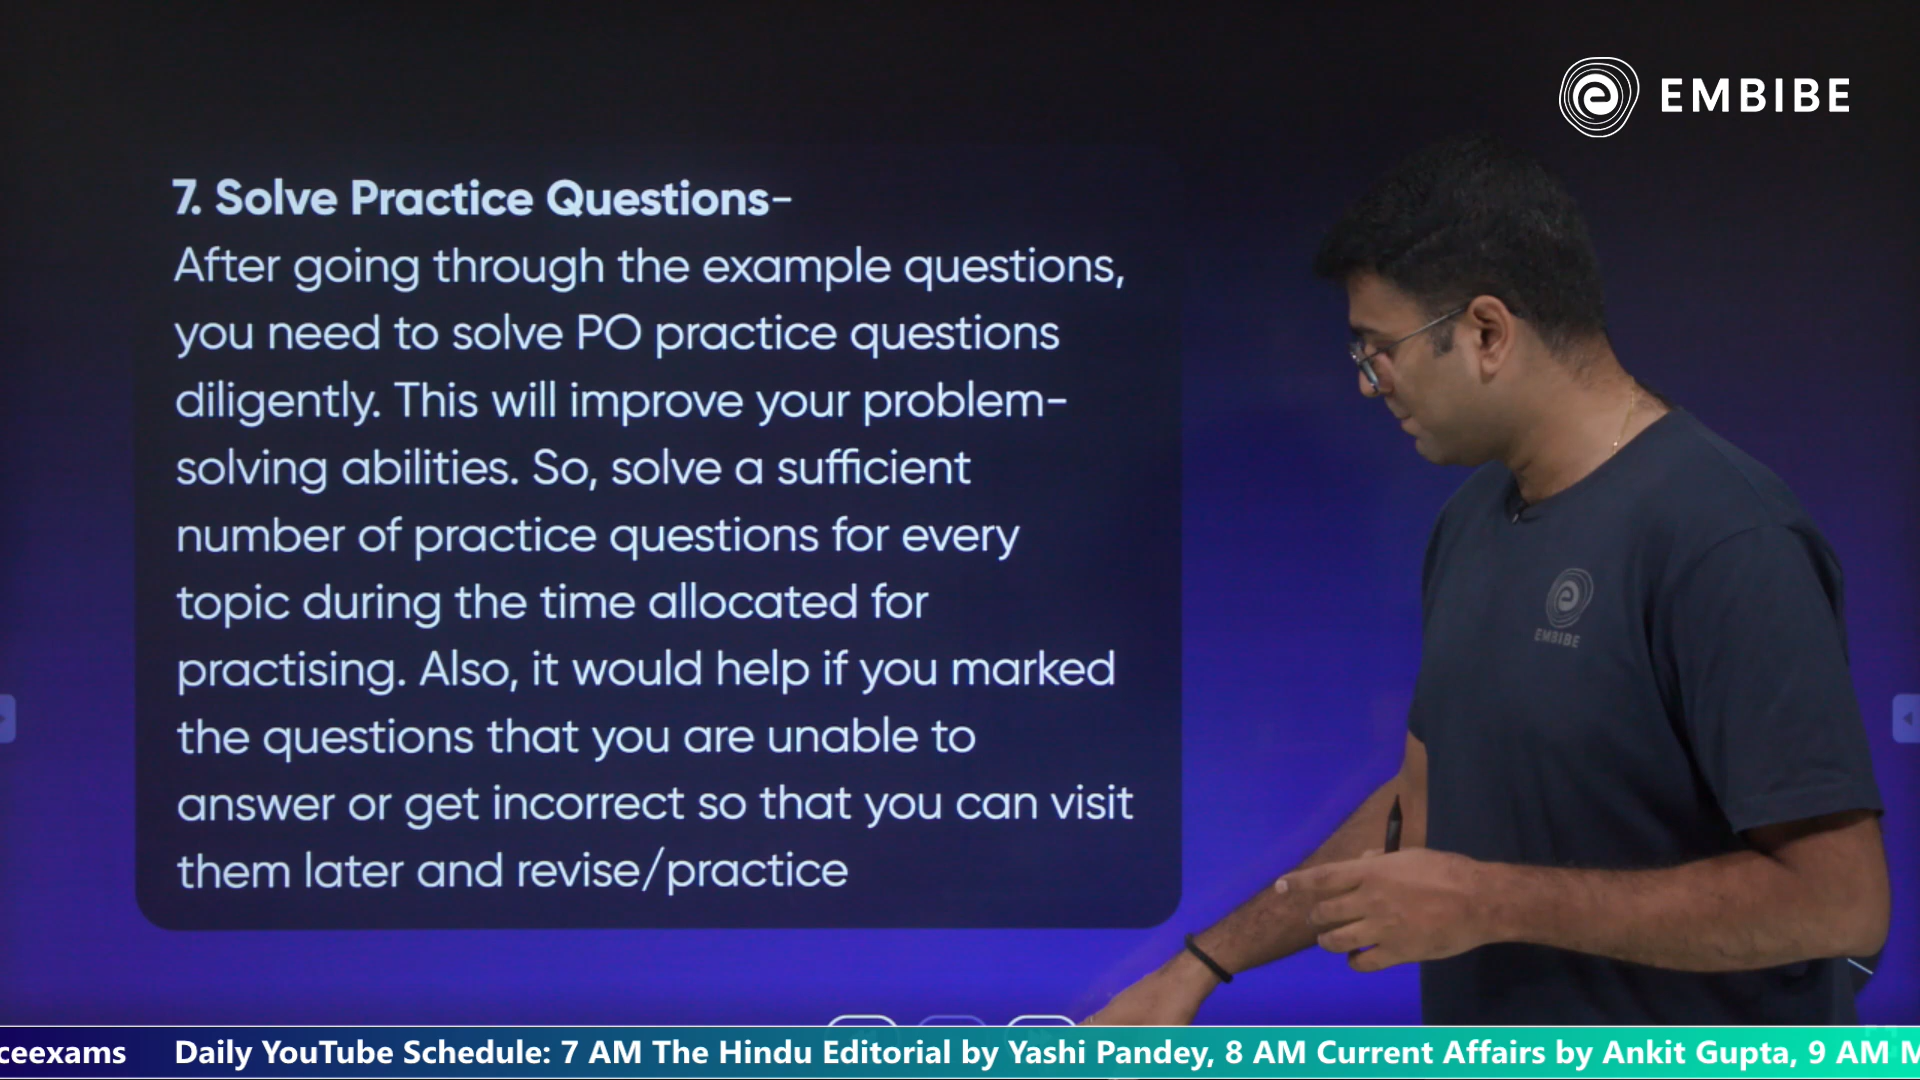 EMBIBE
7. Solve Practice Questions-
After going through the example questions,
you need to solve PO practice questions
diligently. This will improve your problem-
solving abilities. So, solve a sufficient
number of practice questions for every
topic during the time allocated for
practising. Also, it would help if you marked
the questions that you are unable to
answer or get incorrect so that you can visit
them later and revise/practice
EMBIBE
ceexams Daily YouTube Schedule: 7 AM The Hindu Editorial by Yashi Pandey, 8 AM Current Affairs by Ankit Gupta, 9 AM